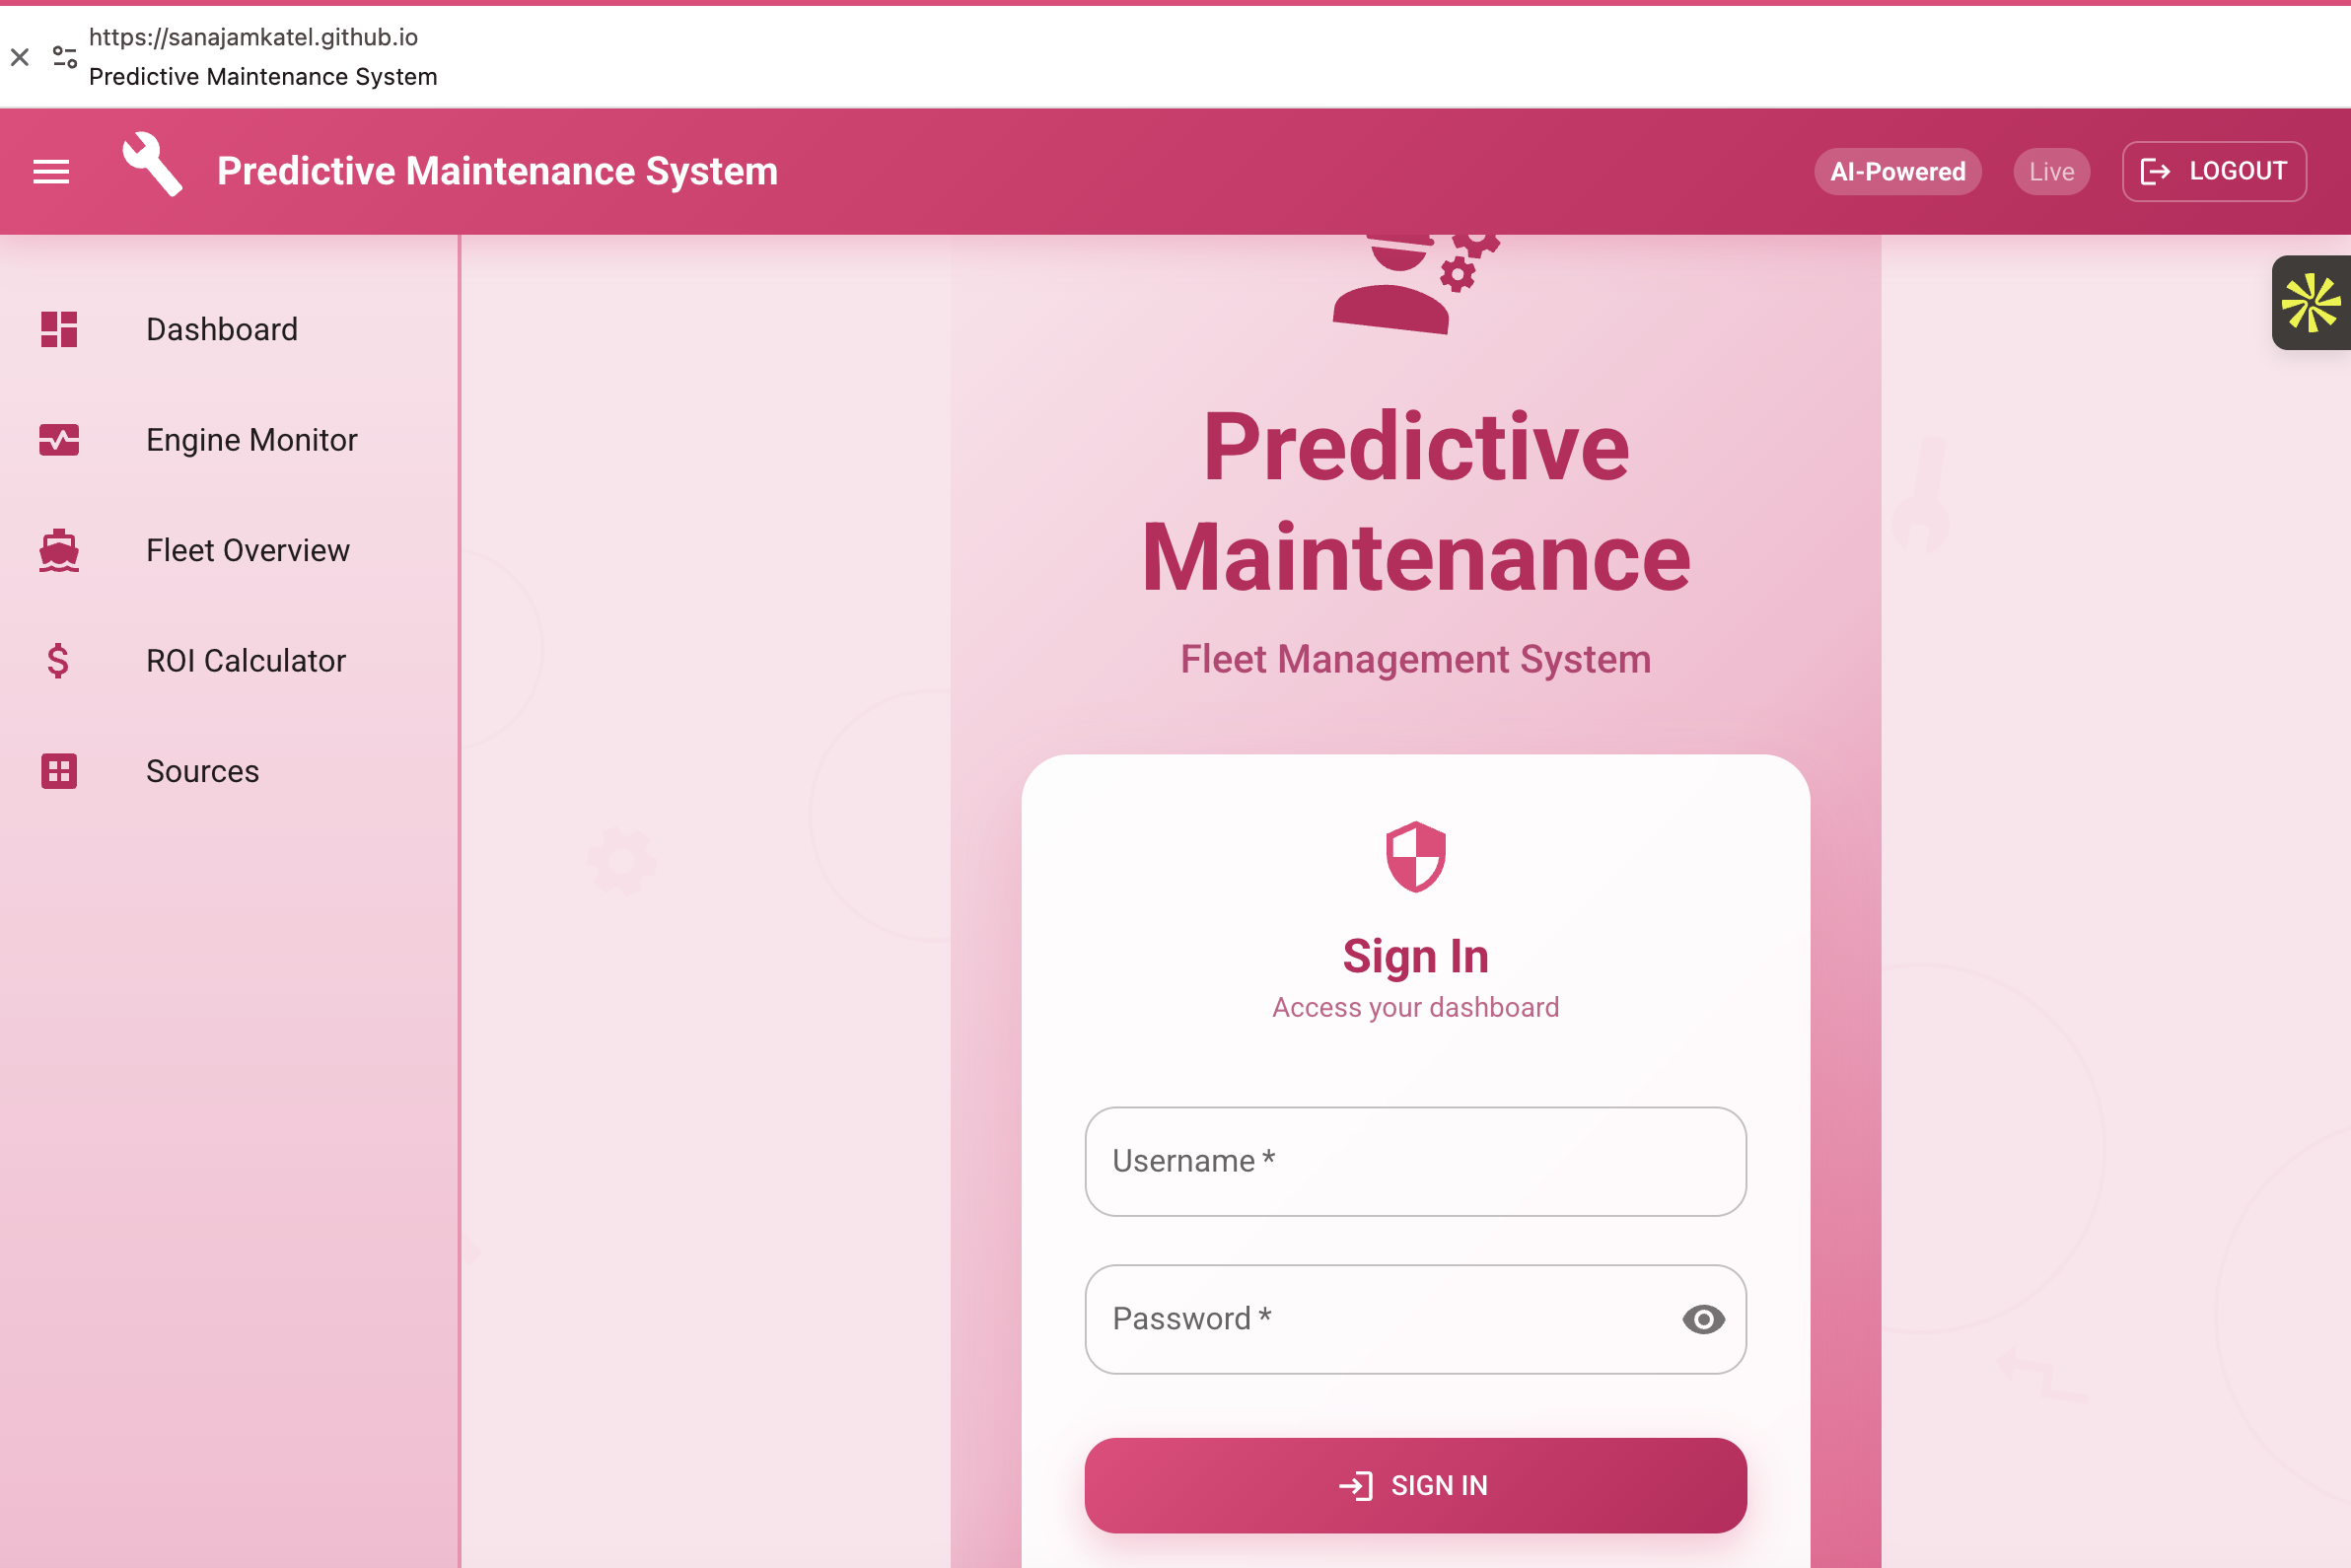 https://sanajamkatel.github.io
Predictive Maintenance System
Predictive Maintenance System
AI-Powered
Live
LOGOUT
Dashboard
Engine Monitor
Fleet Overview
ROI Calculator
Sources
Predictive
Maintenance
Fleet Management System
Sign In
Access your dashboard
Username *
Password *
SIGN IN